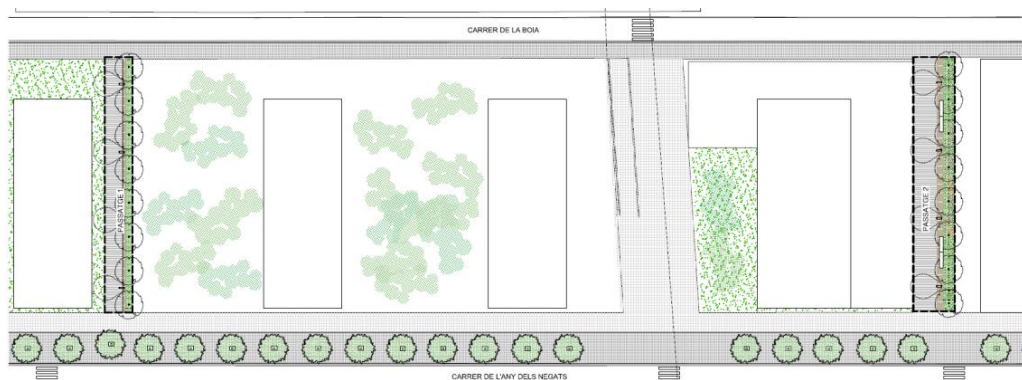 CARRER DE LA BOIA
PASSATGE 1
PASSATGE 2
CARRER DE L'ANY DELS NEGATS